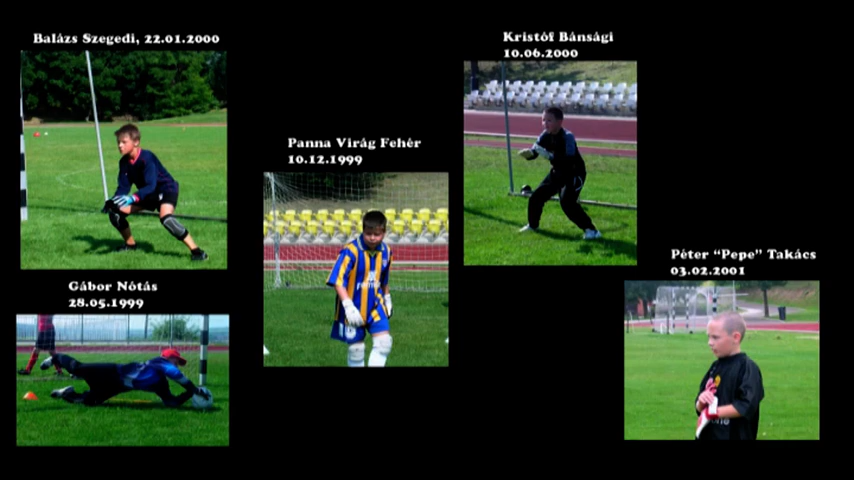 Balázs Szegedi, 22.01.2000
Kristóf Bánsági
10.06.2000
Panna Virág Fehér
10.12.1999
Péter “Pepe” Takács
03.02.2001
Gábor Nótás
28.05.1999